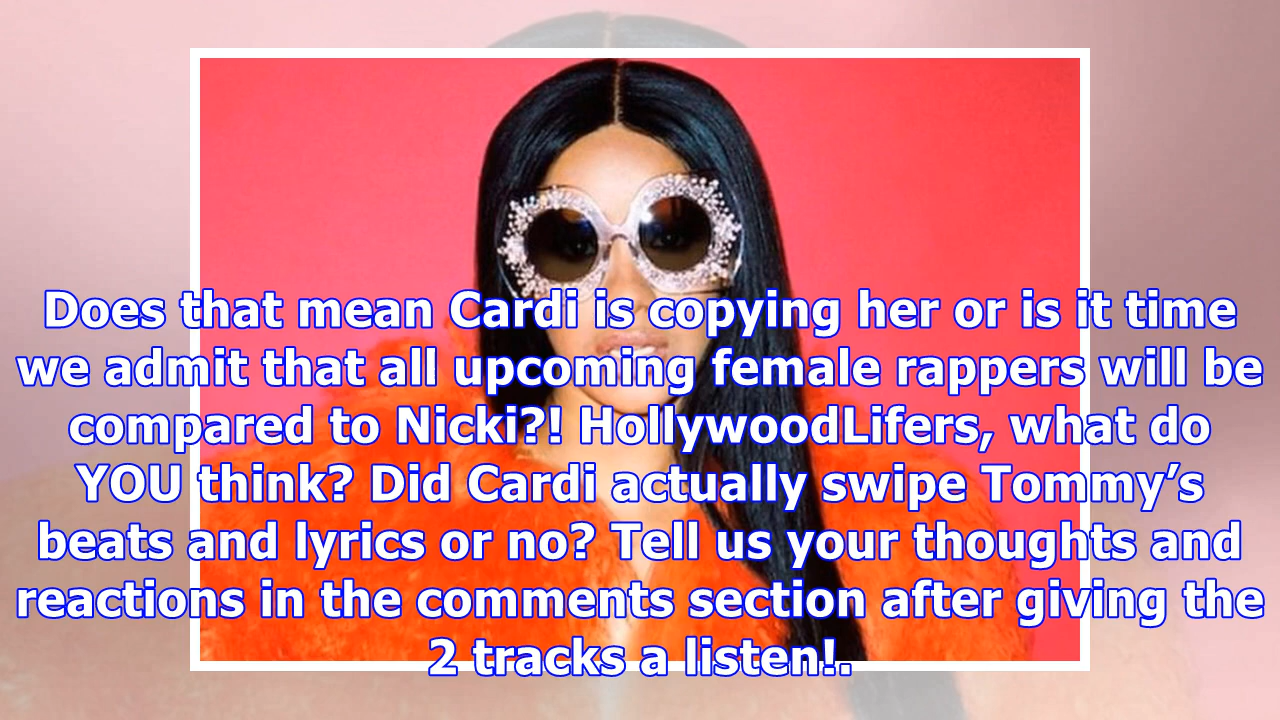 Does that mean Cardi is copying her or is it time
we admit that all upcoming female rappers will be
compared to Nicki?! HollywoodLifers, what do
YOU think? Did Cardi actually swipe Tommy’s
beats and lyrics or no? Tell us your thoughts and
reactions in the comments section after giving the
2 tracks a listen!.